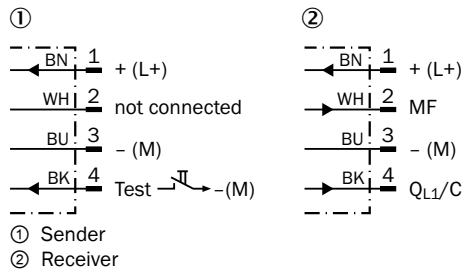 ① ②
BN 1 + (L+) BN 1 + (L+)
WH 2 not connected WH 2 MF
BU 3 – (M) BU 3 – (M)
BK 4 Test –(M) BK 4 QL1/C
① Sender
② Receiver